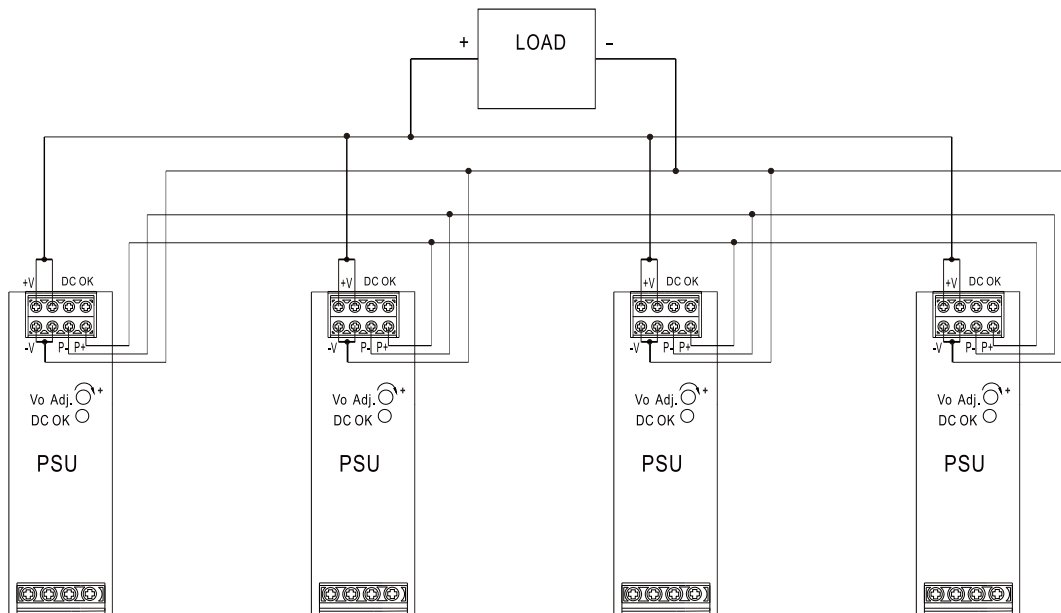 + LOAD -
+V DC OK
+V DC OK
+V DC OK
+V DC OK
-V P- P+
-V P- P+
-V P- P+
-V P- P+
Vo Adj. +
DC OK
PSU
Vo Adj. +
DC OK
PSU
Vo Adj. +
DC OK
PSU
Vo Adj. +
DC OK
PSU